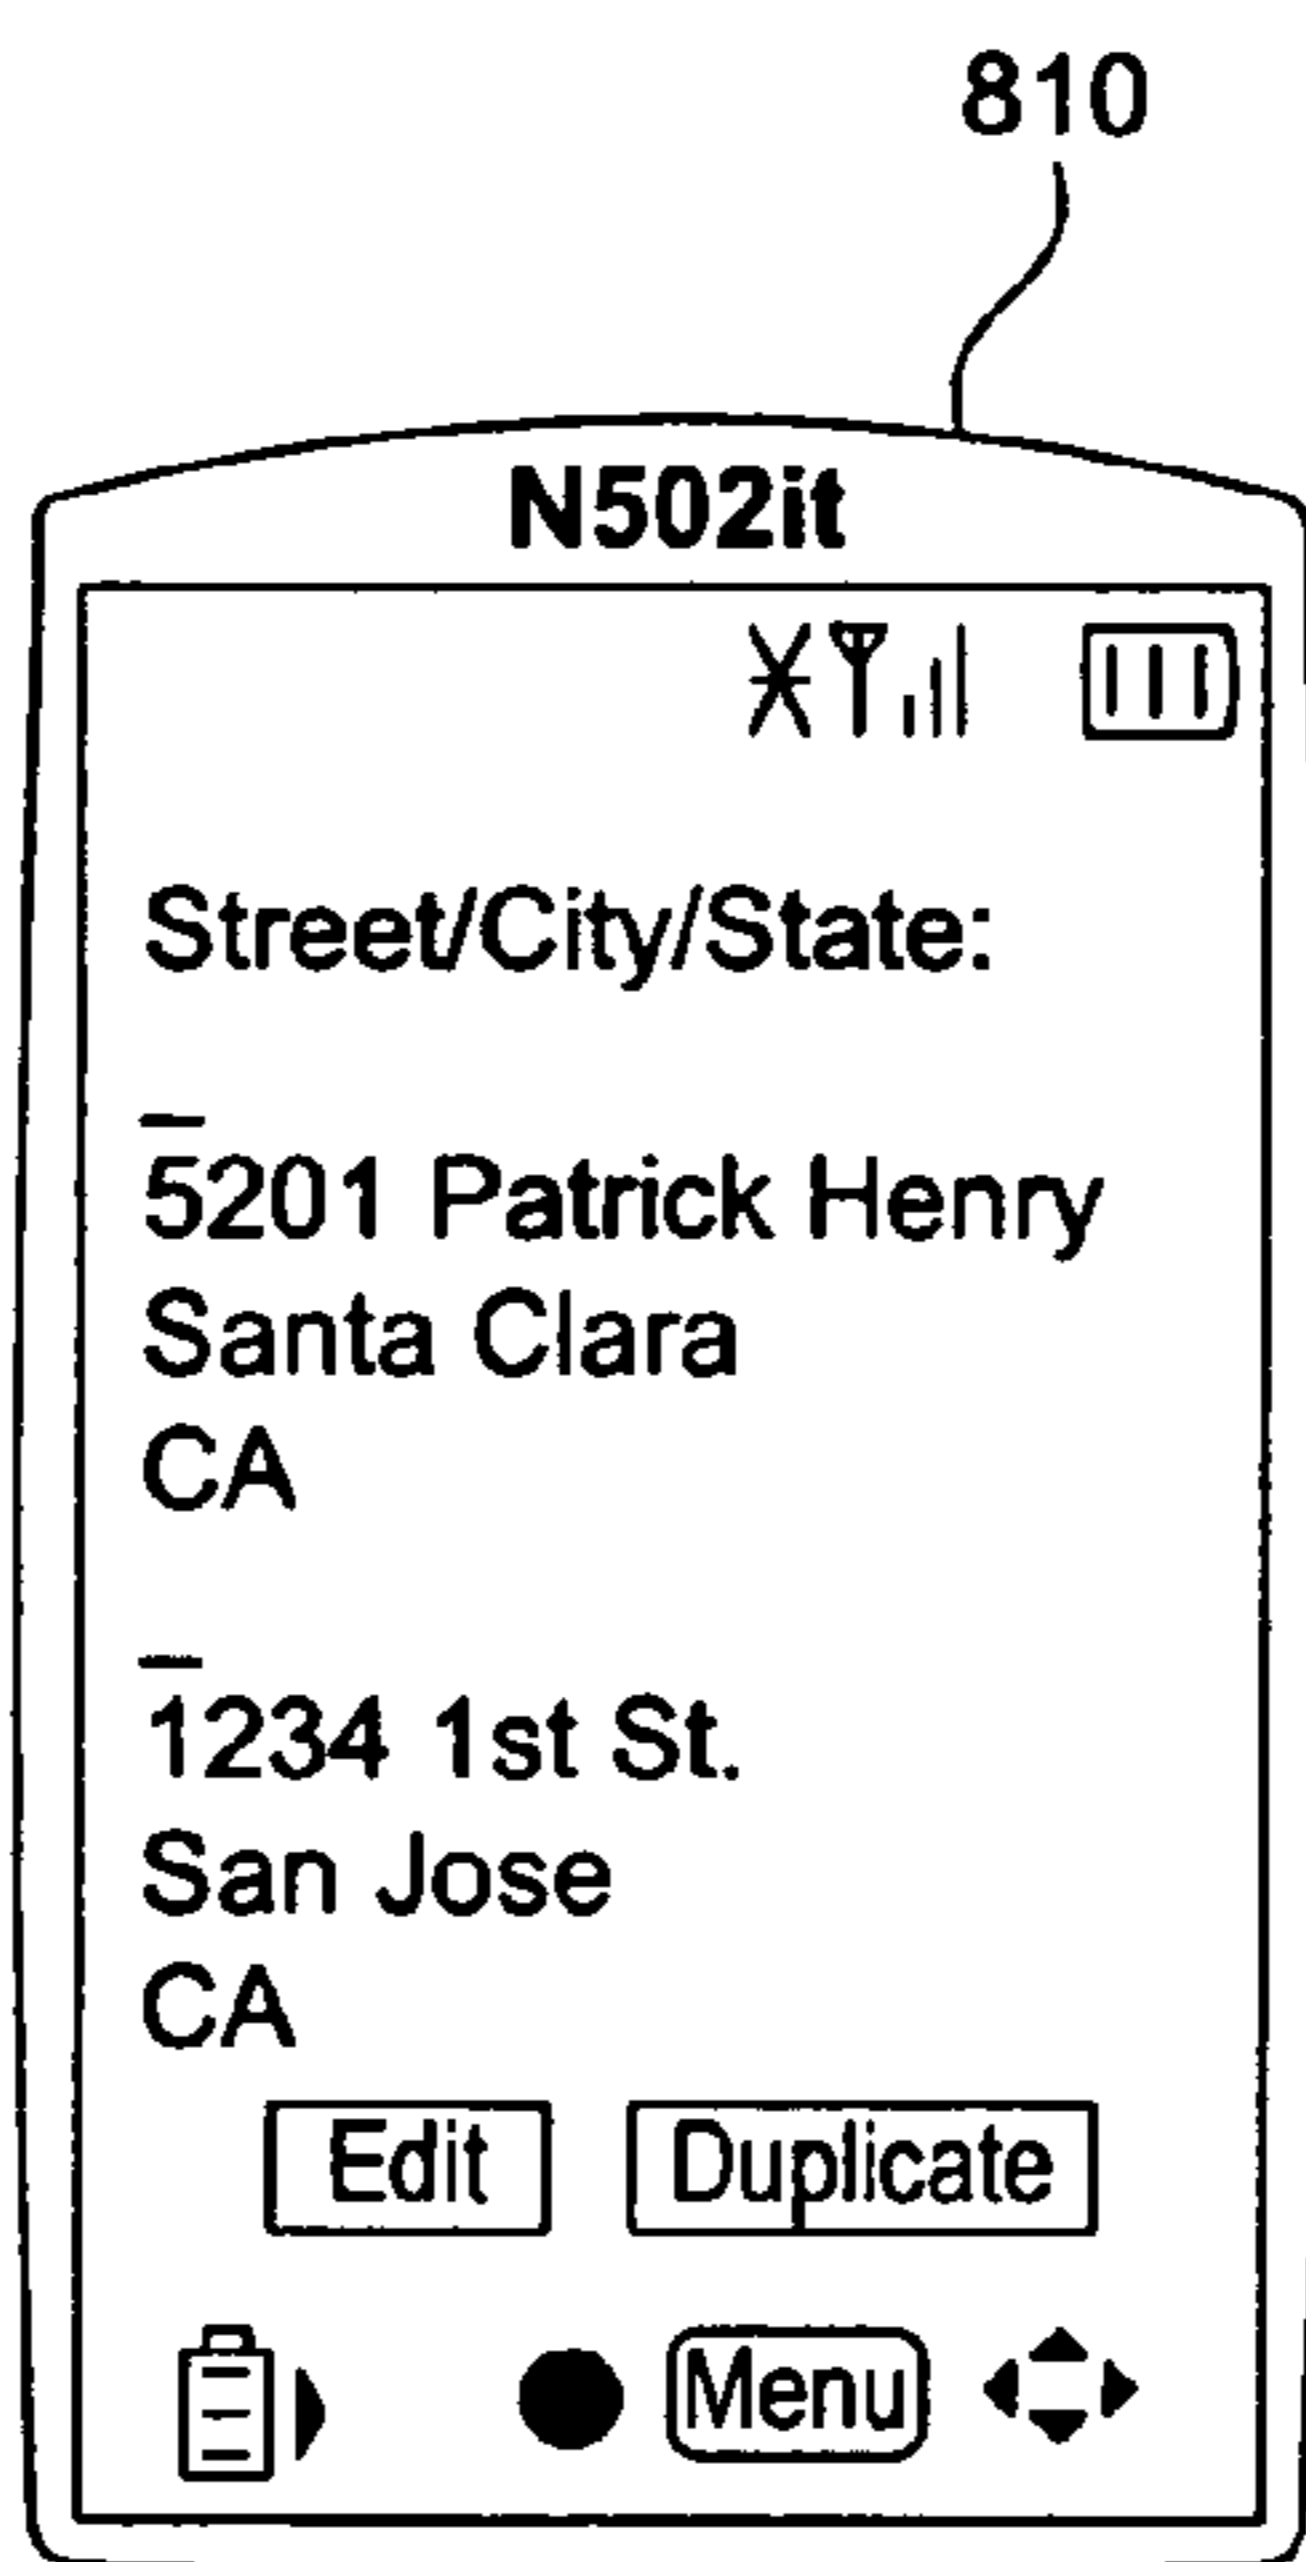 810
N502it
Street/City/State:
5201 Patrick Henry
Santa Clara
CA
1234 1st St.
San Jose
CA
Edit Duplicate
Menu